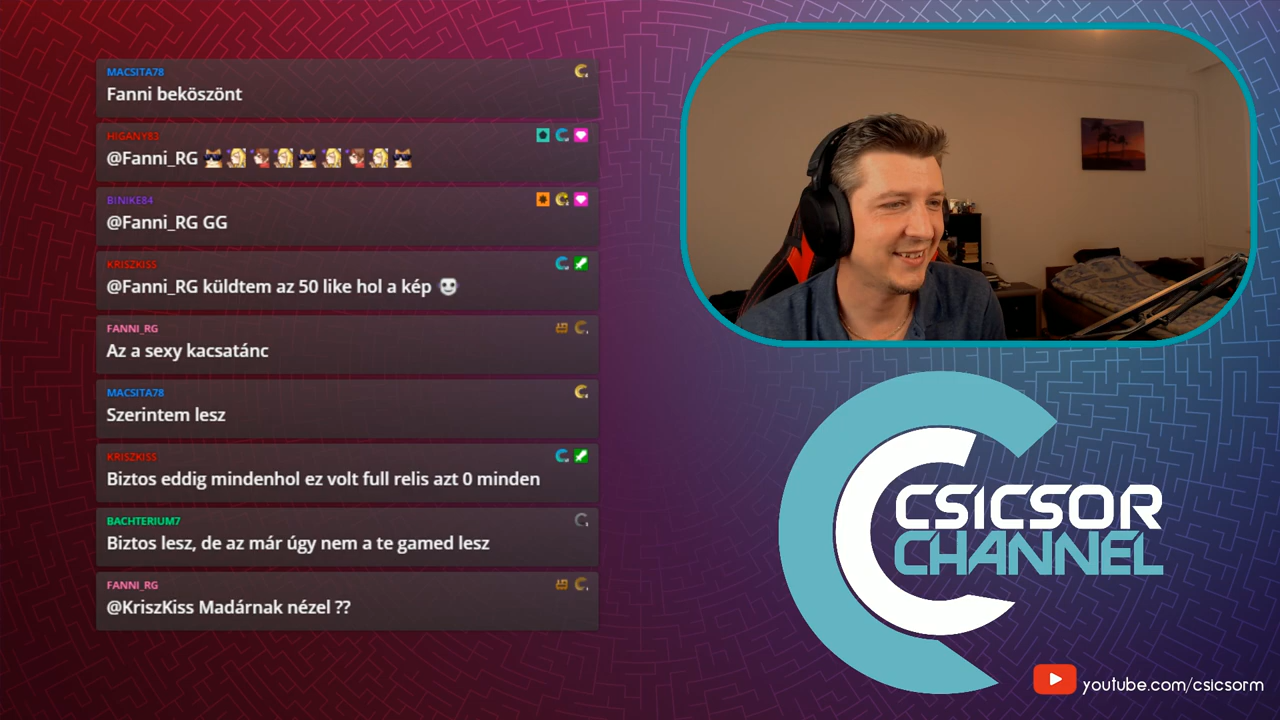 MACSITA78
Fanni beköszönt
HIGANY83
@Fanni_RG
BINIKE84
@Fanni_RG GG
KRISZKISS
@Fanni_RG küldtem az 50 like hol a kép
FANNI_RG
Az a sexy kacsatánc
MACSITA78
Szerintem lesz
KRISZKISS
Biztos eddig mindenhol ez volt full relis azt 0 minden
BACHTERIUM7
Biztos lesz, de az már úgy nem a te gamed lesz
FANNI_RG
@KriszKiss Madárnak nézel ??
CSICSOR
CHANNEL
youtube.com/csicsorm